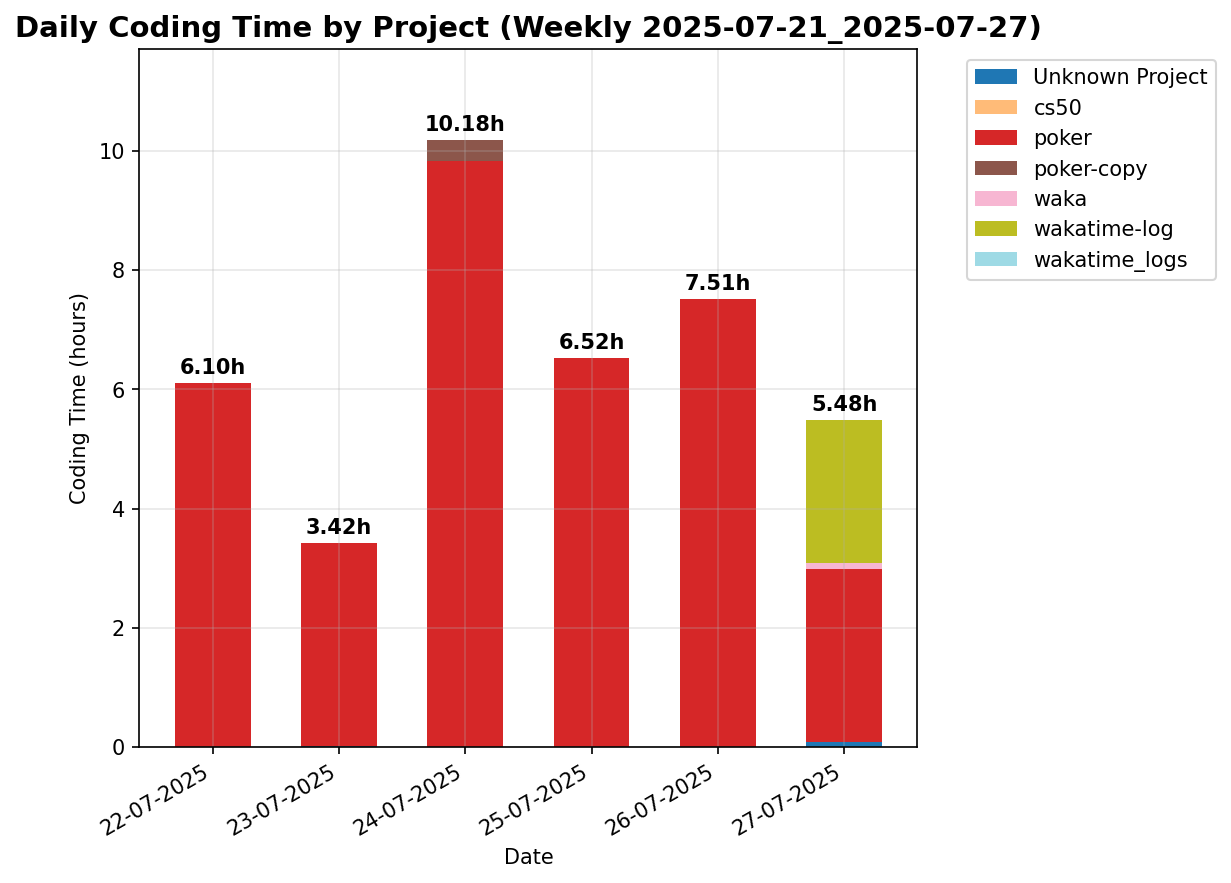 Daily Coding Time by Project (Weekly 2025-07-21_2025-07-27)
Unknown Project
cs50
poker
poker-copy
waka
wakatime-log
wakatime_logs
Coding Time (hours)
10
8
6
4
2
0
6.10h
3.42h
10.18h
6.52h
7.51h
5.48h
22-07-2025
23-07-2025
24-07-2025
25-07-2025
26-07-2025
27-07-2025
Date